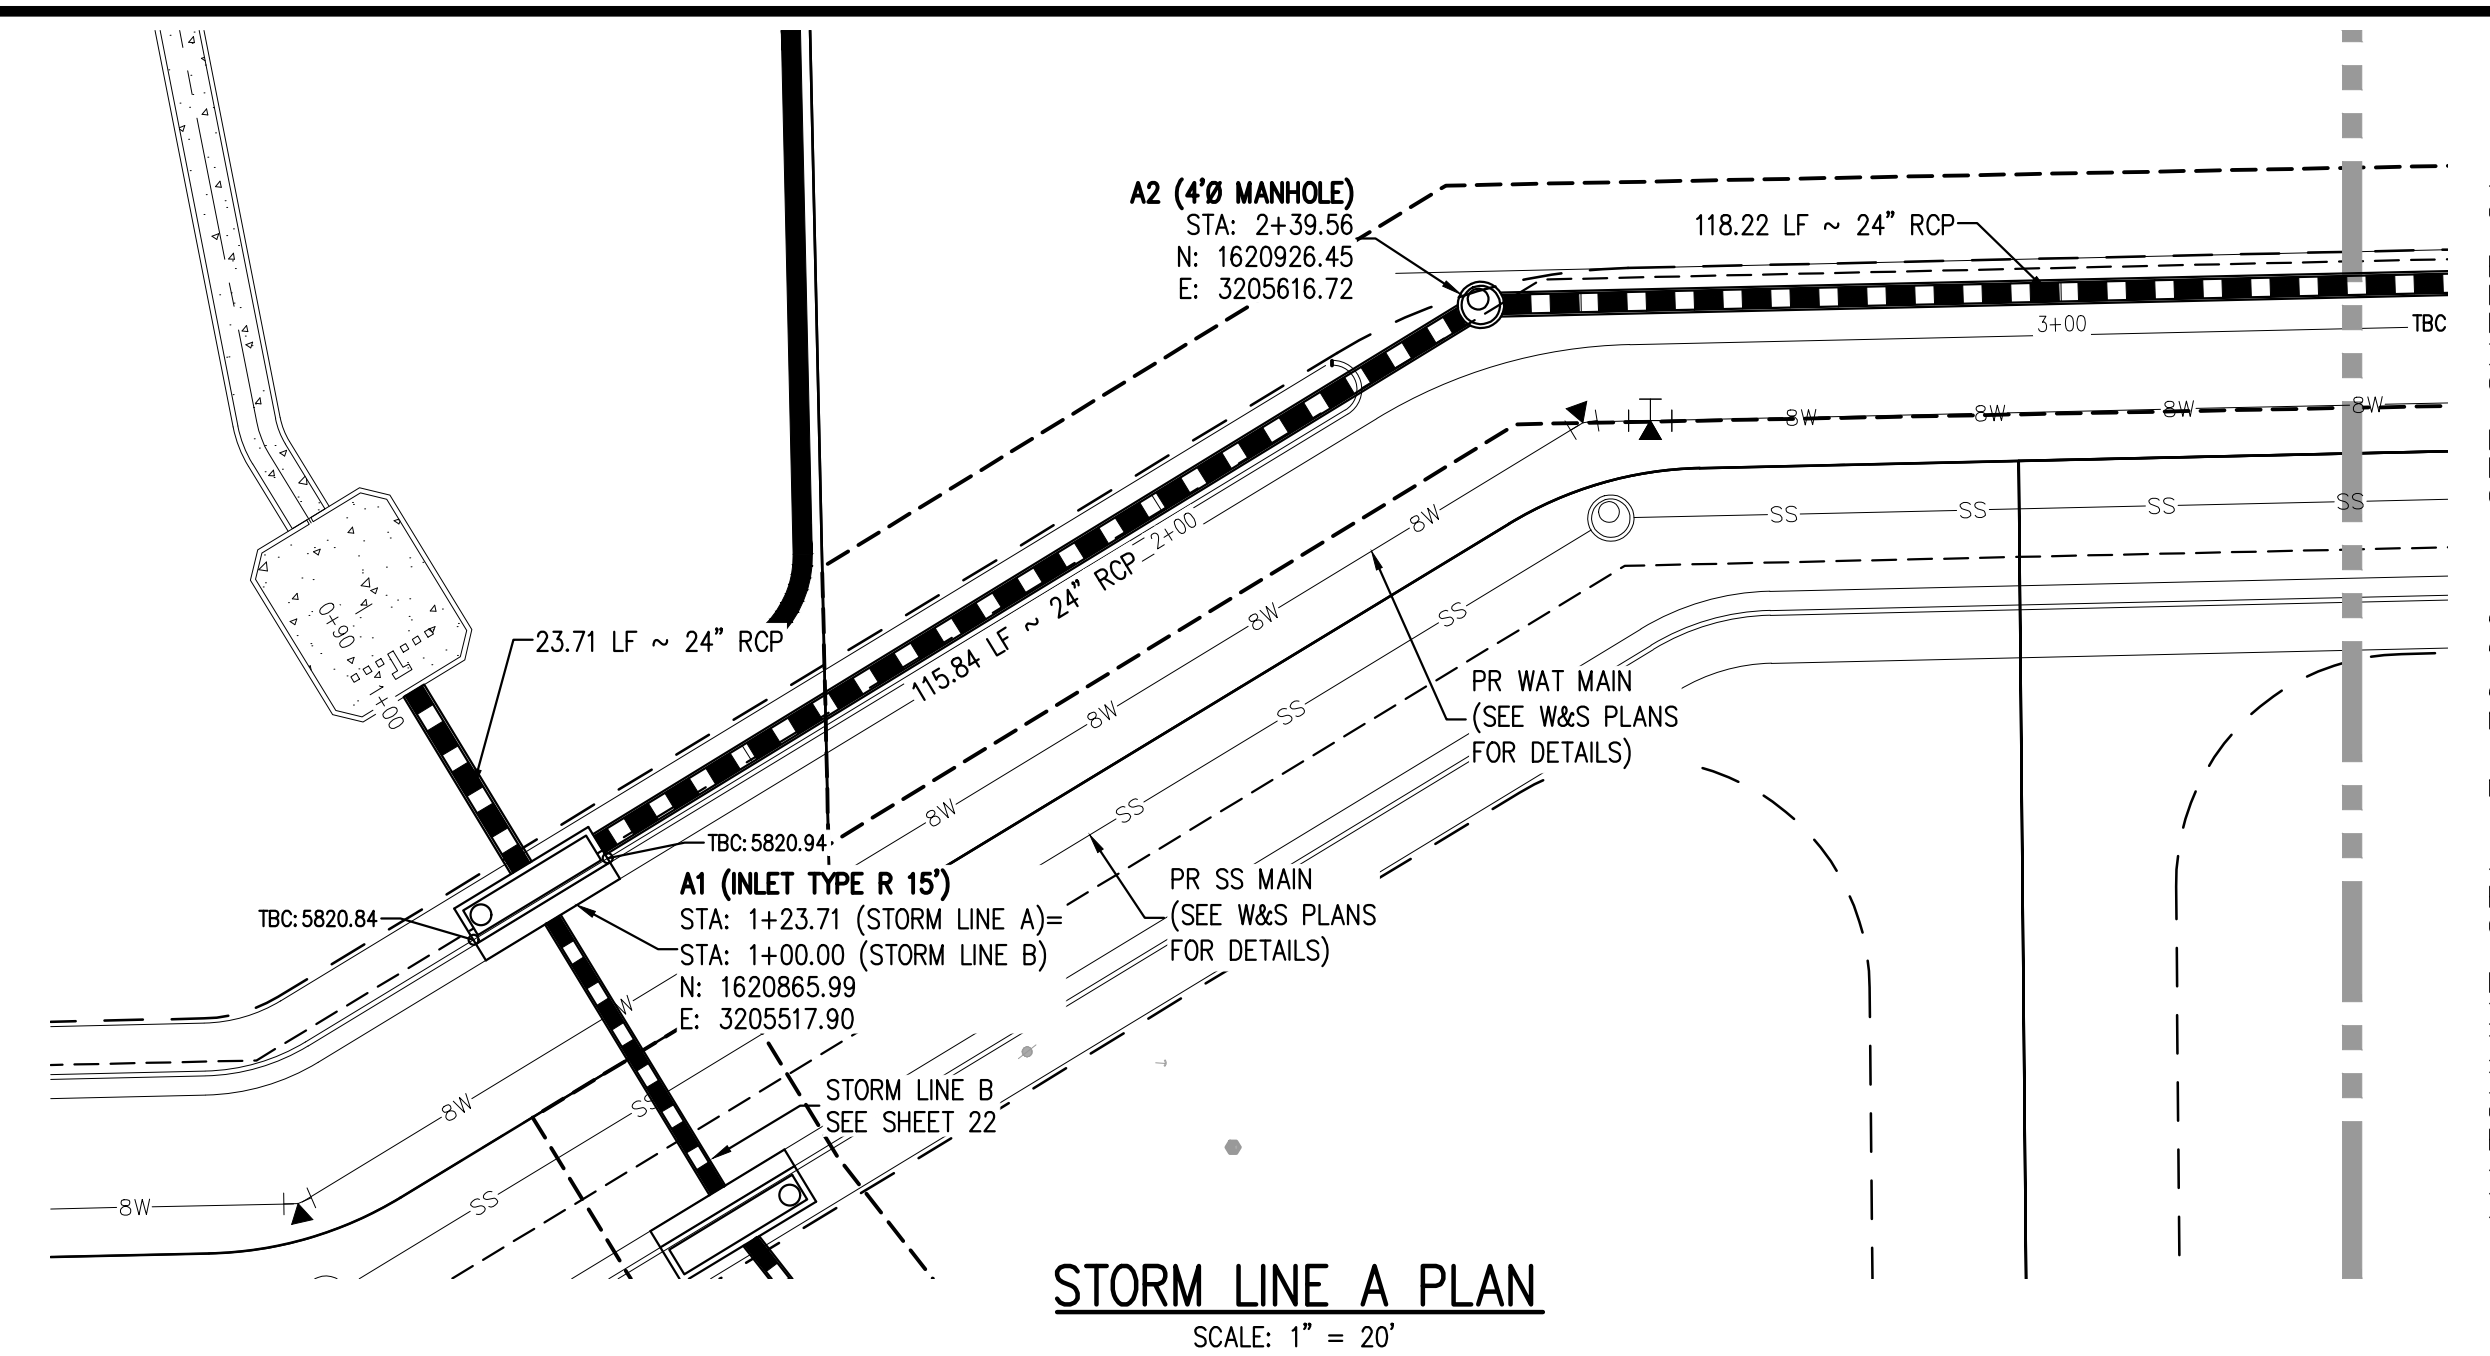 A2 (4'Ø MANHOLE)
STA: 2+39.56
N: 1620926.45
E: 3205616.72
118.22 LF ~ 24" RCP
3+00
TBC
8W
8W
8W
8W
SS
SS
SS
SS
8W
2+00
115.84 LF ~ 24" RCP
8W
SS
0+90
23.71 LF ~ 24" RCP
1+00
PR WAT MAIN
(SEE W&S PLANS
FOR DETAILS)
8W
SS
8W
SS
TBC: 5820.94
A1 (INLET TYPE R 15')
STA: 1+23.71 (STORM LINE A)=
STA: 1+00.00 (STORM LINE B)
N: 1620865.99
E: 3205517.90
TBC: 5820.84
PR SS MAIN
(SEE W&S PLANS
FOR DETAILS)
W
STORM LINE B
SEE SHEET 22
8W
SS
8W
SS
STORM LINE A PLAN
SCALE: 1" = 20'